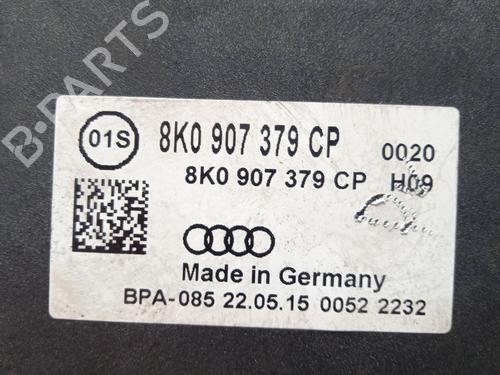 B-PARTS
01S
8K0 907 379 CP 0020
8K0 907 379 CP H09
Made in Germany
BPA-085 22.05.15 0052 2232